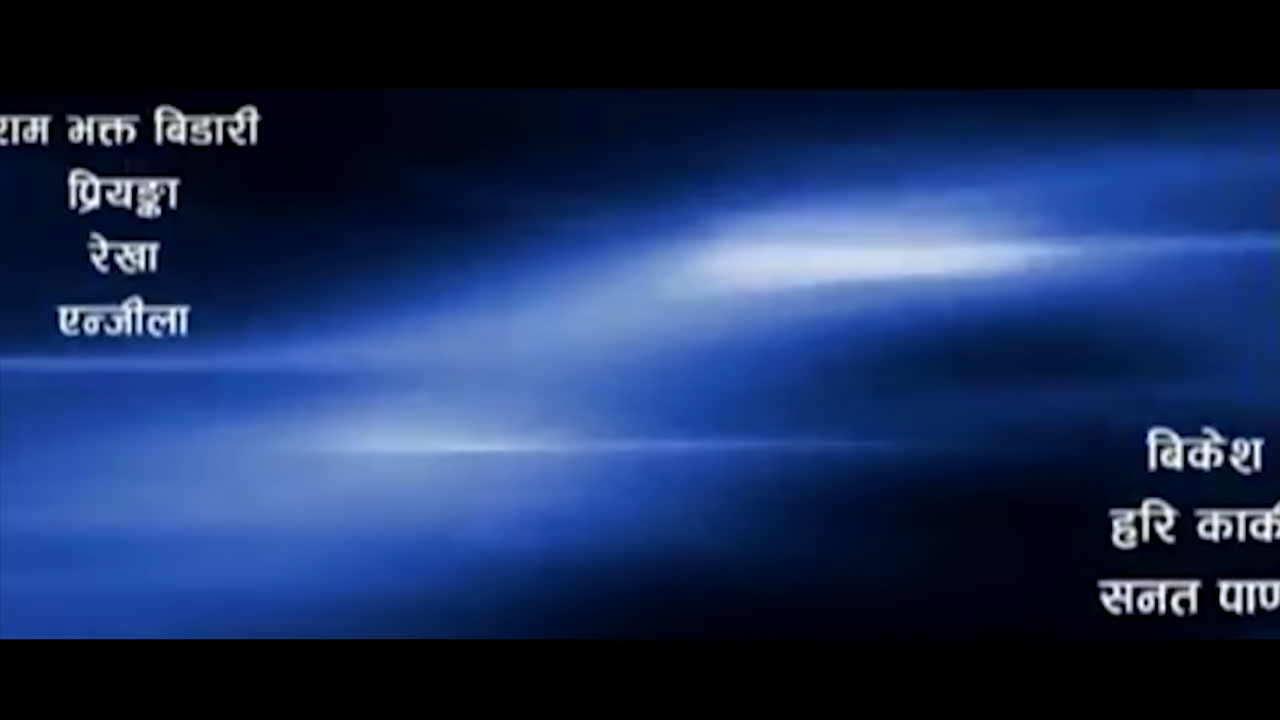 राम भक्त बिडारी
प्रियङ्का
रेखा
एन्जीला
बिकेश
हरि
सनत